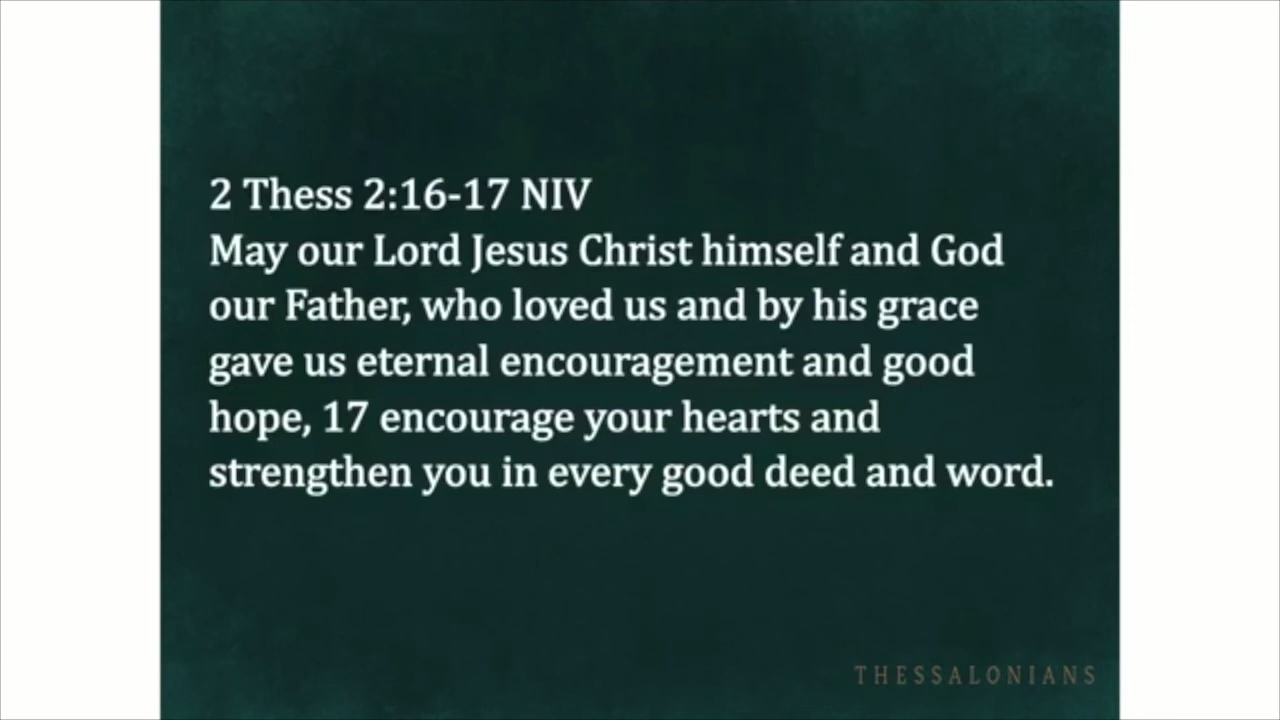 2 Thess 2:16-17 NIV
May our Lord Jesus Christ himself and God
our Father, who loved us and by his grace
gave us eternal encouragement and good
hope, 17 encourage your hearts and
strengthen you in every good deed and word.
THESSALONIANS